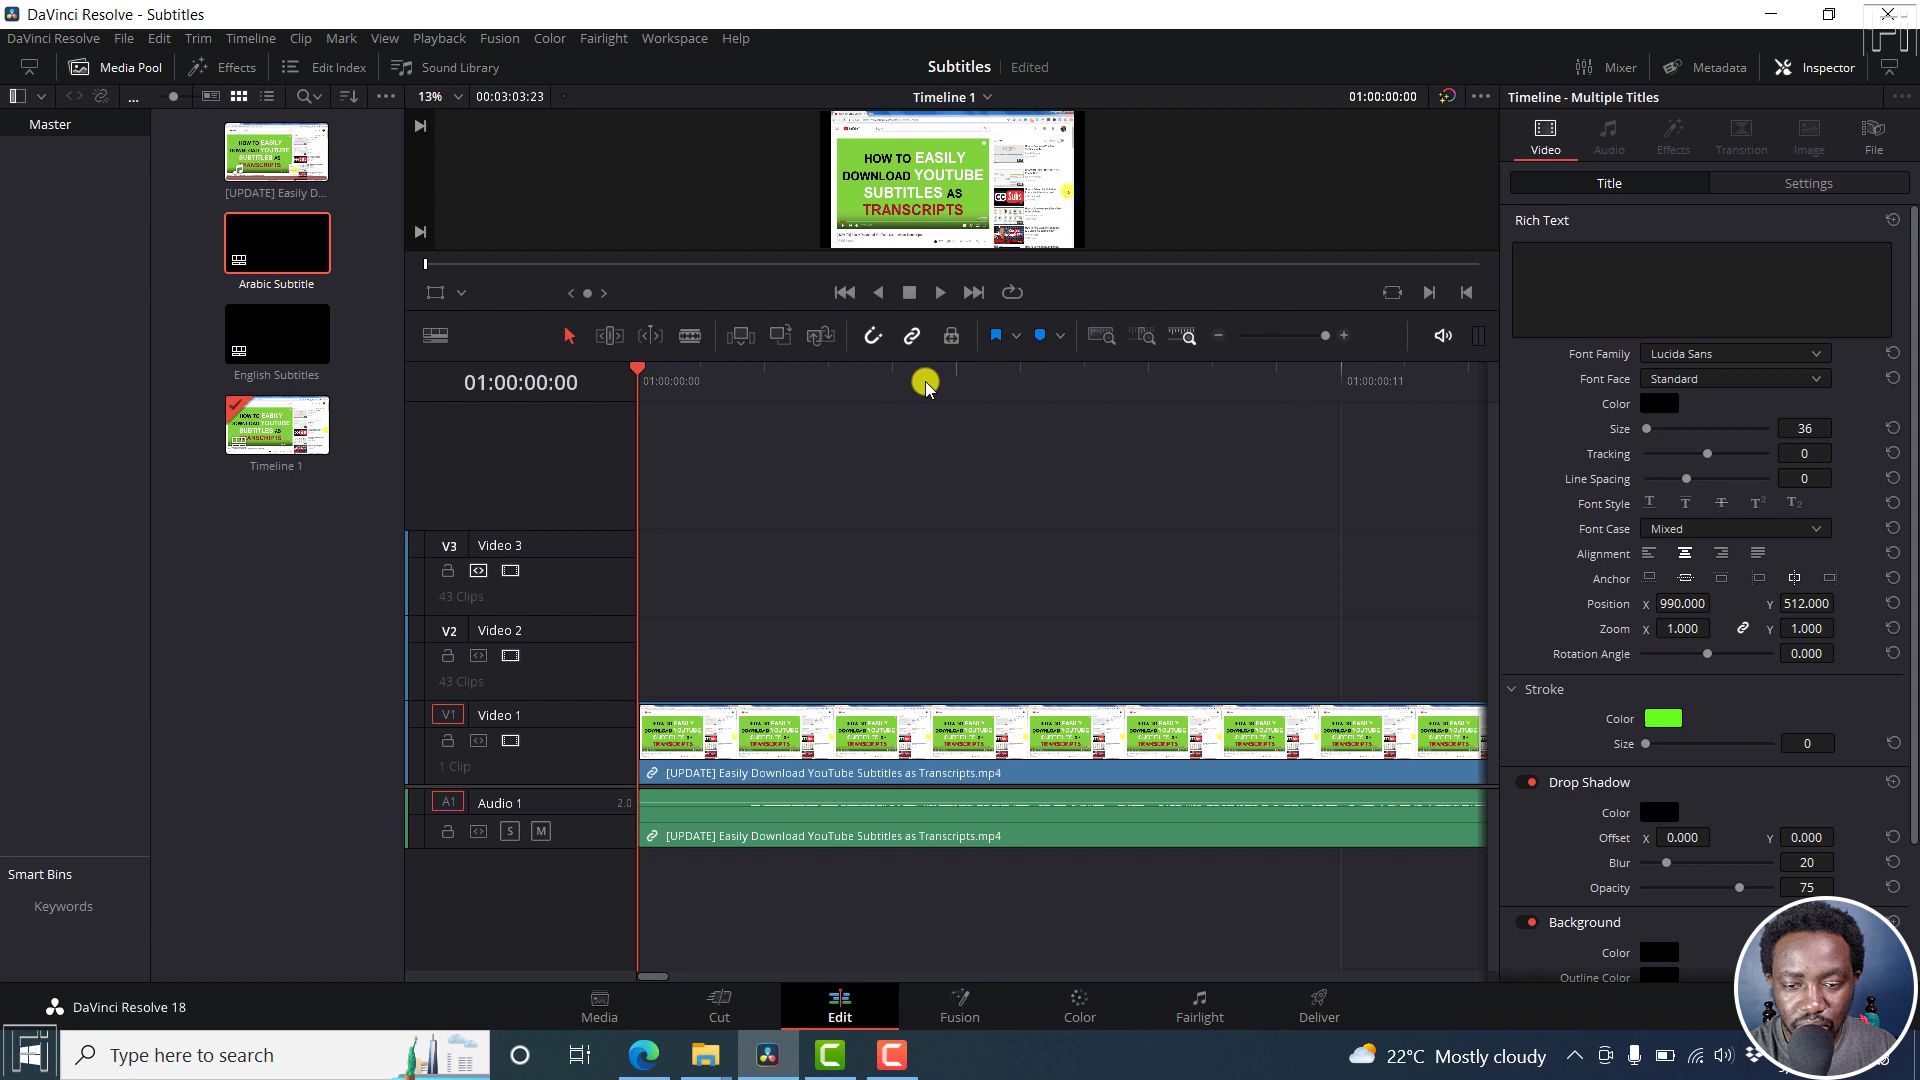 DaVinci Resolve - Subtitles
DaVinci Resolve File Edit Trim Timeline Clip Mark View Playback Fusion Color Fairlight Workspace Help
Media Pool Effects Edit Index Sound Library Subtitles Edited Mixer Metadata Inspector
13% 00:03:03:23 Timeline 1 01:00:00:00 Timeline - Multiple Titles
Master
[UPDATE] Easily D...
Arabic Subtitle
English Subtitles
Timeline 1
Smart Bins
Keywords
HOW TO EASILY
DOWNLOAD YOUTUBE
SUBTITLES AS
TRANSCRIPTS
01:00:00:00
01:00:00:00 01:00:00:11
V3 Video 3
43 Clips
V2 Video 2
43 Clips
V1 Video 1
1 Clip
[UPDATE] Easily Download YouTube Subtitles as Transcripts.mp4
A1 Audio 1 2.0
S M
[UPDATE] Easily Download YouTube Subtitles as Transcripts.mp4
Video Audio Effects Transition Image File
Title Settings
Rich Text
Font Family Lucida Sans
Font Face Standard
Color
Size 36
Tracking 0
Line Spacing 0
Font Style T T T T2 T2
Font Case Mixed
Alignment
Anchor
Position X 990.000 Y 512.000
Zoom X 1.000 Y 1.000
Rotation Angle 0.000
Stroke
Color
Size 0
Drop Shadow
Color
Offset X 0.000 Y 0.000
Blur 20
Opacity 75
Background
Color
Outline Color
DaVinci Resolve 18
Media Cut Edit Fusion Color Fairlight Deliver
Type here to search
22°C Mostly cloudy